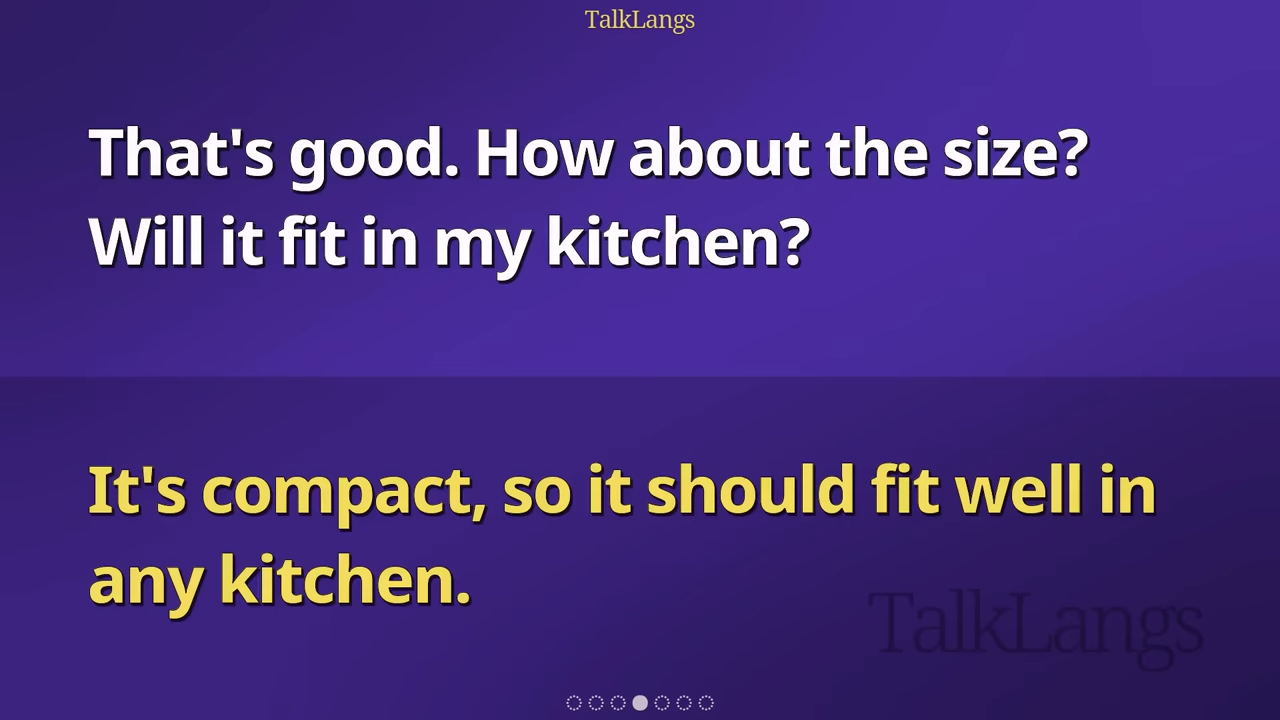 TalkLangs
That's good. How about the size?
Will it fit in my kitchen?
It's compact, so it should fit well in
any kitchen.
TalkLangs